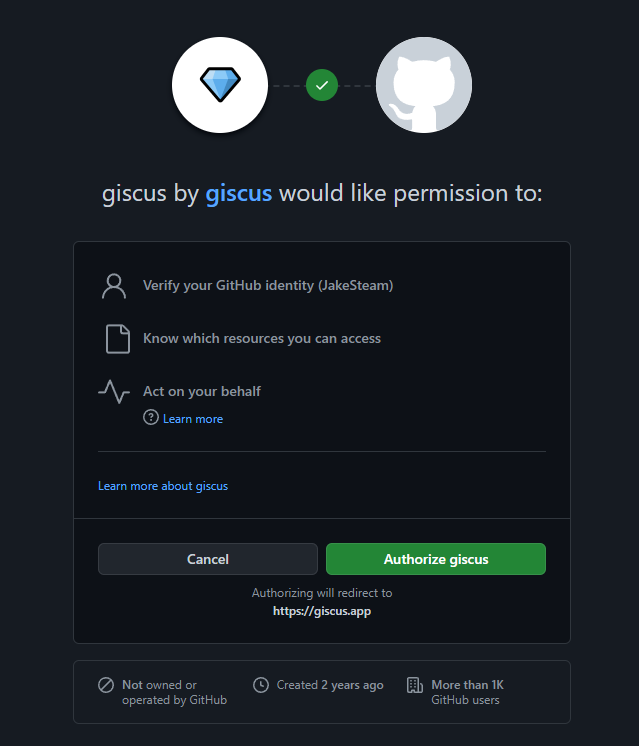 giscus by giscus would like permission to:
Verify your GitHub identity (JakeSteam)
Know which resources you can access
Act on your behalf
Learn more
Learn more about giscus
Cancel
Authorize giscus
Authorizing will redirect to
https://giscus.app
Not owned or
operated by GitHub
Created 2 years ago
More than 1K
GitHub users